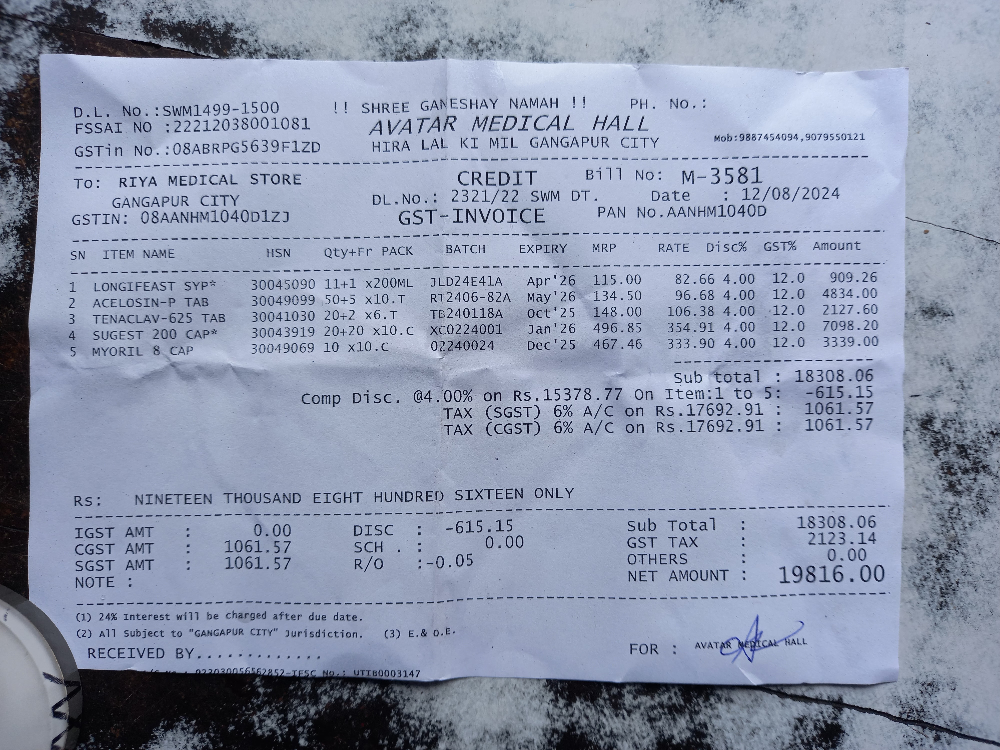 D.L. No.:SWM1499-1500 !! SHREE GANESHAY NAMAH !! PH. No.:
FSSAI NO :22212038001081 AVATAR MEDICAL HALL Mob:9887454094,9079550121
GSTin No.:08ABRPG5639F1ZD HIRA LAL KI MIL GANGAPUR CITY
To: RIYA MEDICAL STORE CREDIT Bill No: M-3581
GANGAPUR CITY DL.No.: 2321/22 SWM DT. Date : 12/08/2024
GSTIN: 08AANHM1040D1ZJ GST-INVOICE PAN No.AANHM1040D
SN ITEM NAME HSN Qty+Fr PACK BATCH EXPIRY MRP RATE Disc% GST% Amount
1 LONGIFEAST SYP* 30045090 11+1 x200ML JLD24E41A Apr'26 115.00 82.66 4.00 12.0 909.26
2 ACELOSIN-P TAB 30049099 50+5 x10.T RT2406-82A May'26 134.50 96.68 4.00 12.0 4834.00
3 TENACLAV-625 TAB 30041030 20+2 x6.T TB240118A Oct'25 148.00 106.38 4.00 12.0 2127.60
4 SUGEST 200 CAP* 30043919 20+20 x10.C XC0224001 Jan'26 496.85 354.91 4.00 12.0 7098.20
5 MYORIL 8 CAP 30049069 10 x10.C 02240024 Dec'25 467.46 333.90 4.00 12.0 3339.00
Sub total : 18308.06
Comp Disc. @4.00% on Rs.15378.77 On Item:1 to 5: -615.15
TAX (SGST) 6% A/C on Rs.17692.91 : 1061.57
TAX (CGST) 6% A/C on Rs.17692.91 : 1061.57
Rs: NINETEEN THOUSAND EIGHT HUNDRED SIXTEEN ONLY
IGST AMT : 0.00 DISC : -615.15 Sub Total : 18308.06
CGST AMT : 1061.57 SCH . : 0.00 GST TAX : 2123.14
SGST AMT : 1061.57 R/O :-0.05 OTHERS : 0.00
NOTE : NET AMOUNT : 19816.00
(1) 24% Interest will be charged after due date.
(2) All Subject to "GANGAPUR CITY" Jurisdiction. (3) E.& O.E.
RECEIVED BY............. FOR : AVATAR MEDICAL HALL
IFSC No.: UTIB0003147